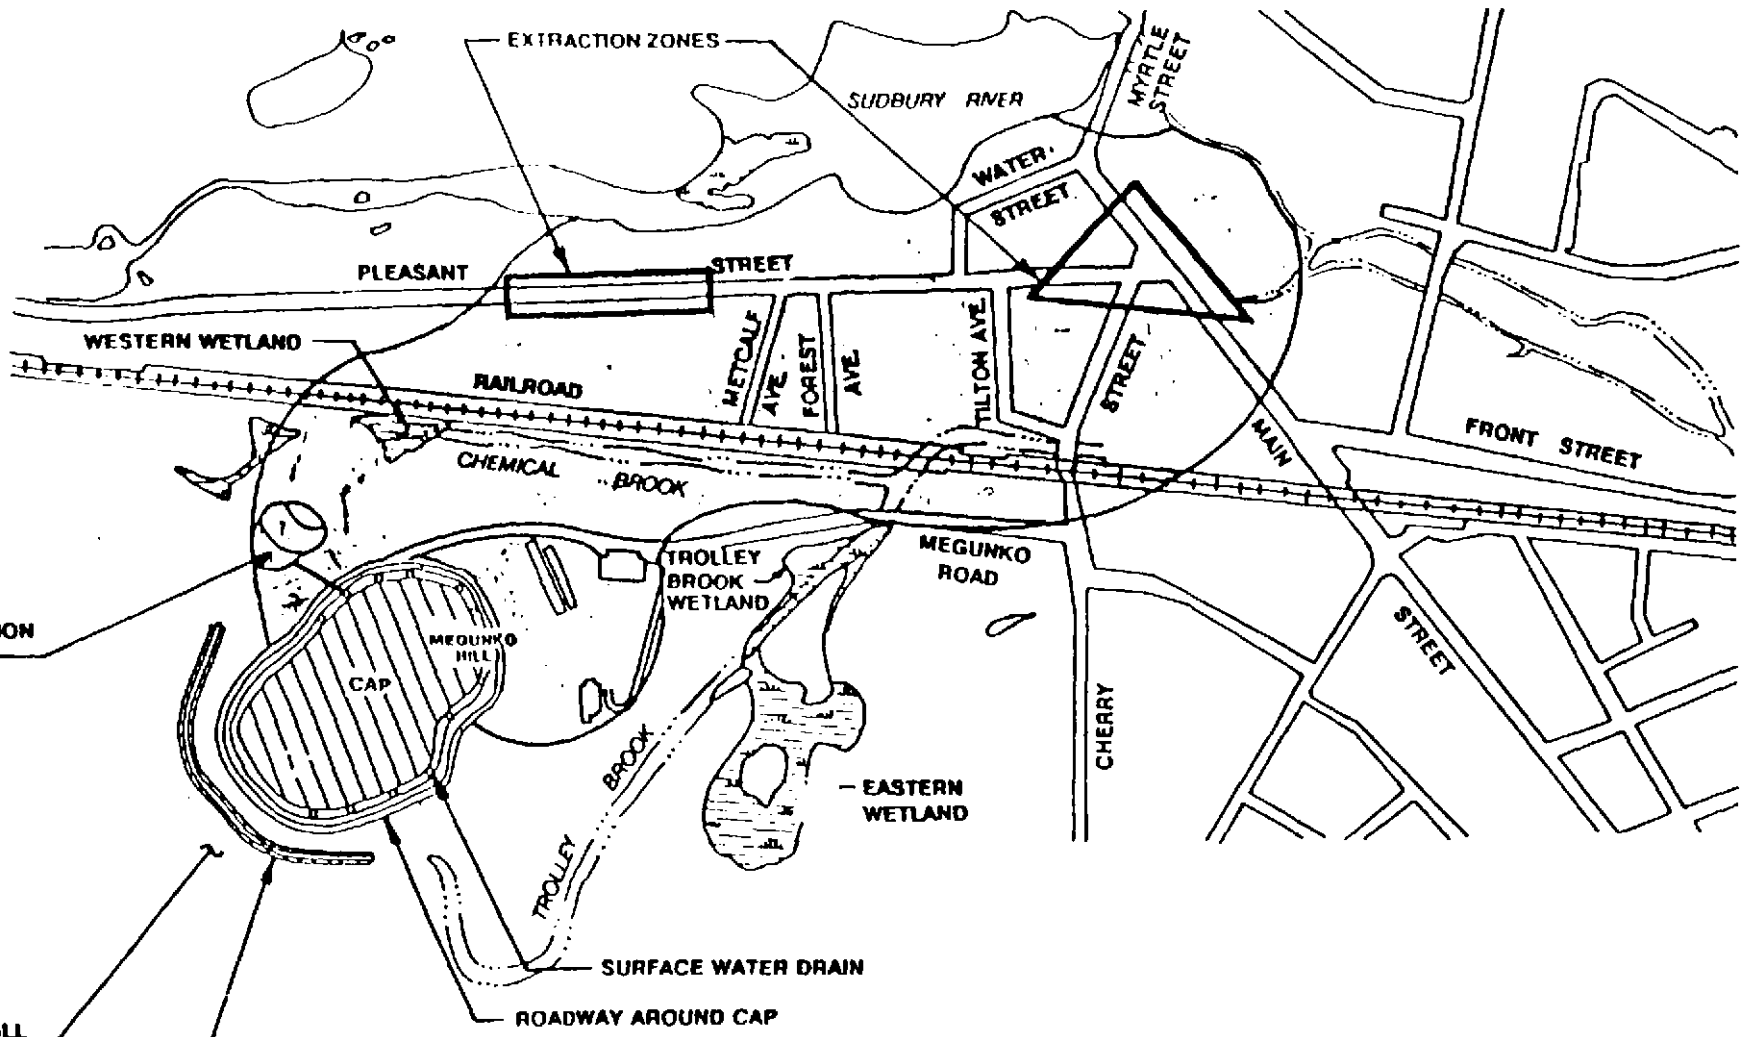 EXTRACTION ZONES
MYRTLE
STREET
SUDBURY RIVER
WATER
STREET
PLEASANT
STREET
WESTERN WETLAND
RAILROAD
METCALF
AVE.
FOREST
AVE.
TILTON AVE.
STREET
MAIN
FRONT STREET
CHEMICAL BROOK
TROLLEY
BROOK
WETLAND
MEGUNKO
ROAD
MEGUNKO
HILL
CAP
STREET
CHERRY
BROOK
TROLLEY
EASTERN
WETLAND
SURFACE WATER DRAIN
ROADWAY AROUND CAP